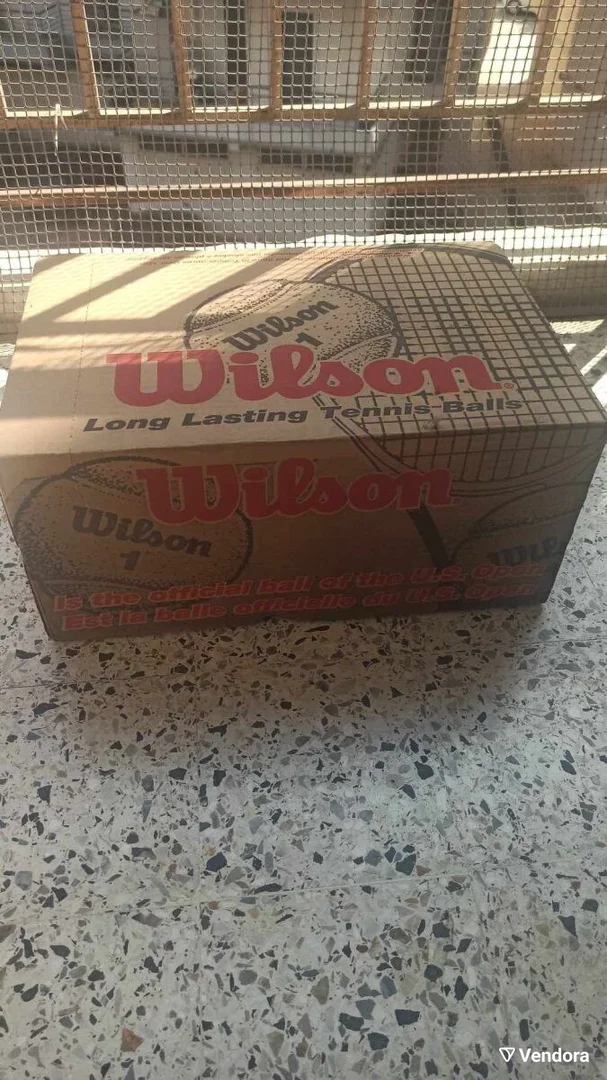 Wilson
1
Wilson®
Long Lasting Tennis Balls
Wilson
Wilson
1
Wil
Is the official ball of the U.S. Open
Est la balle officielle du U.S. Open
Vendora